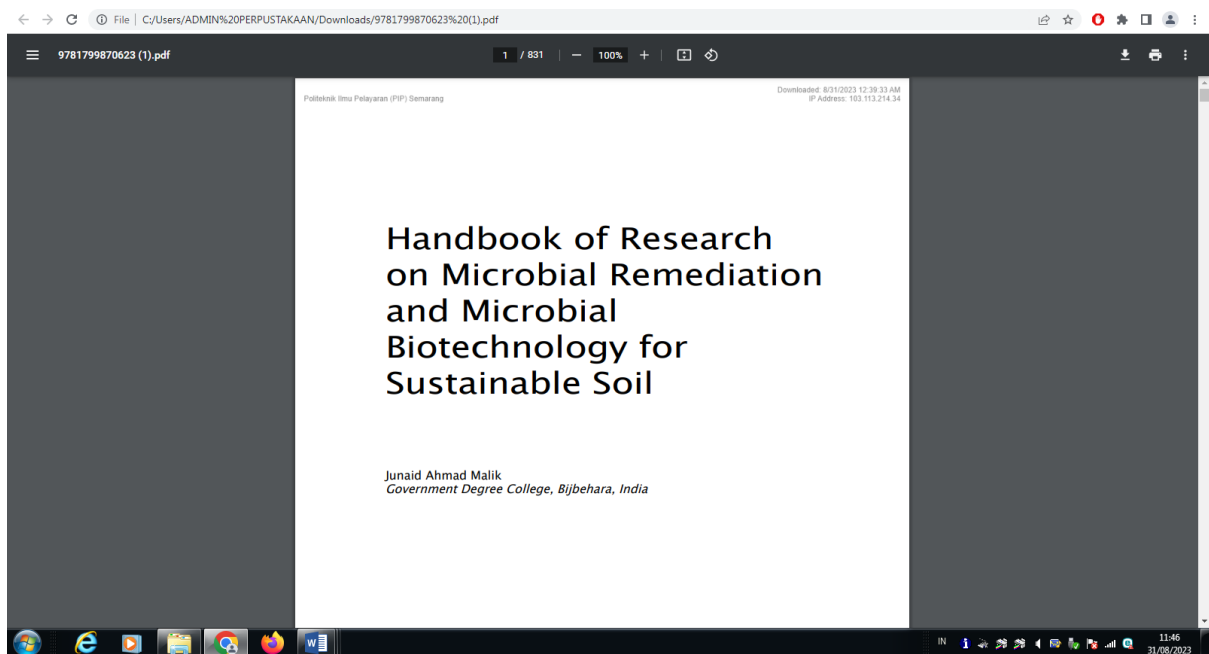 File | C:/Users/ADMIN%20PERPUSTAKAAN/Downloads/9781799870623%20(1).pdf
9781799870623 (1).pdf
1 / 831 | − 100% +
Politeknik Ilmu Pelayaran (PIP) Semarang
Downloaded: 8/31/2023 12:39:33 AM
IP Address: 103.113.214.34
Handbook of Research
on Microbial Remediation
and Microbial
Biotechnology for
Sustainable Soil
Junaid Ahmad Malik
Government Degree College, Bijbehara, India
IN
11:46
31/08/2023